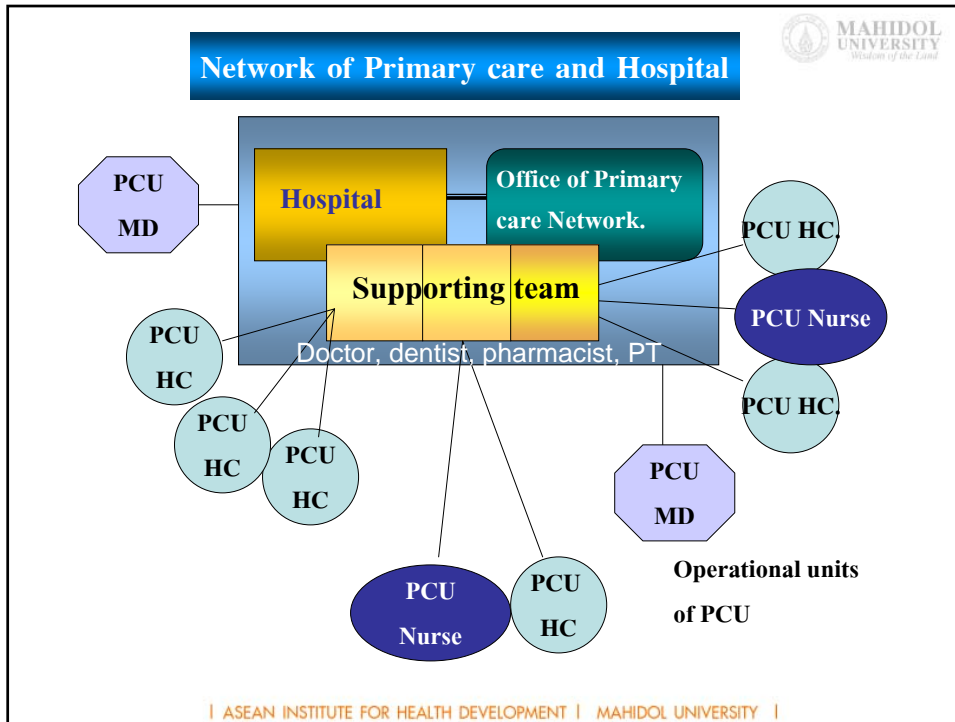 MAHIDOL
UNIVERSITY
Wisdom of the Land
Network of Primary care and Hospital
PCU
MD
Hospital
Office of Primary
care Network.
PCU HC.
Supporting team
PCU Nurse
Doctor, dentist, pharmacist, PT
PCU
HC
PCU HC.
PCU
HC
PCU
HC
PCU
MD
Operational units
of PCU
PCU
Nurse
PCU
HC
| ASEAN INSTITUTE FOR HEALTH DEVELOPMENT | MAHIDOL UNIVERSITY |